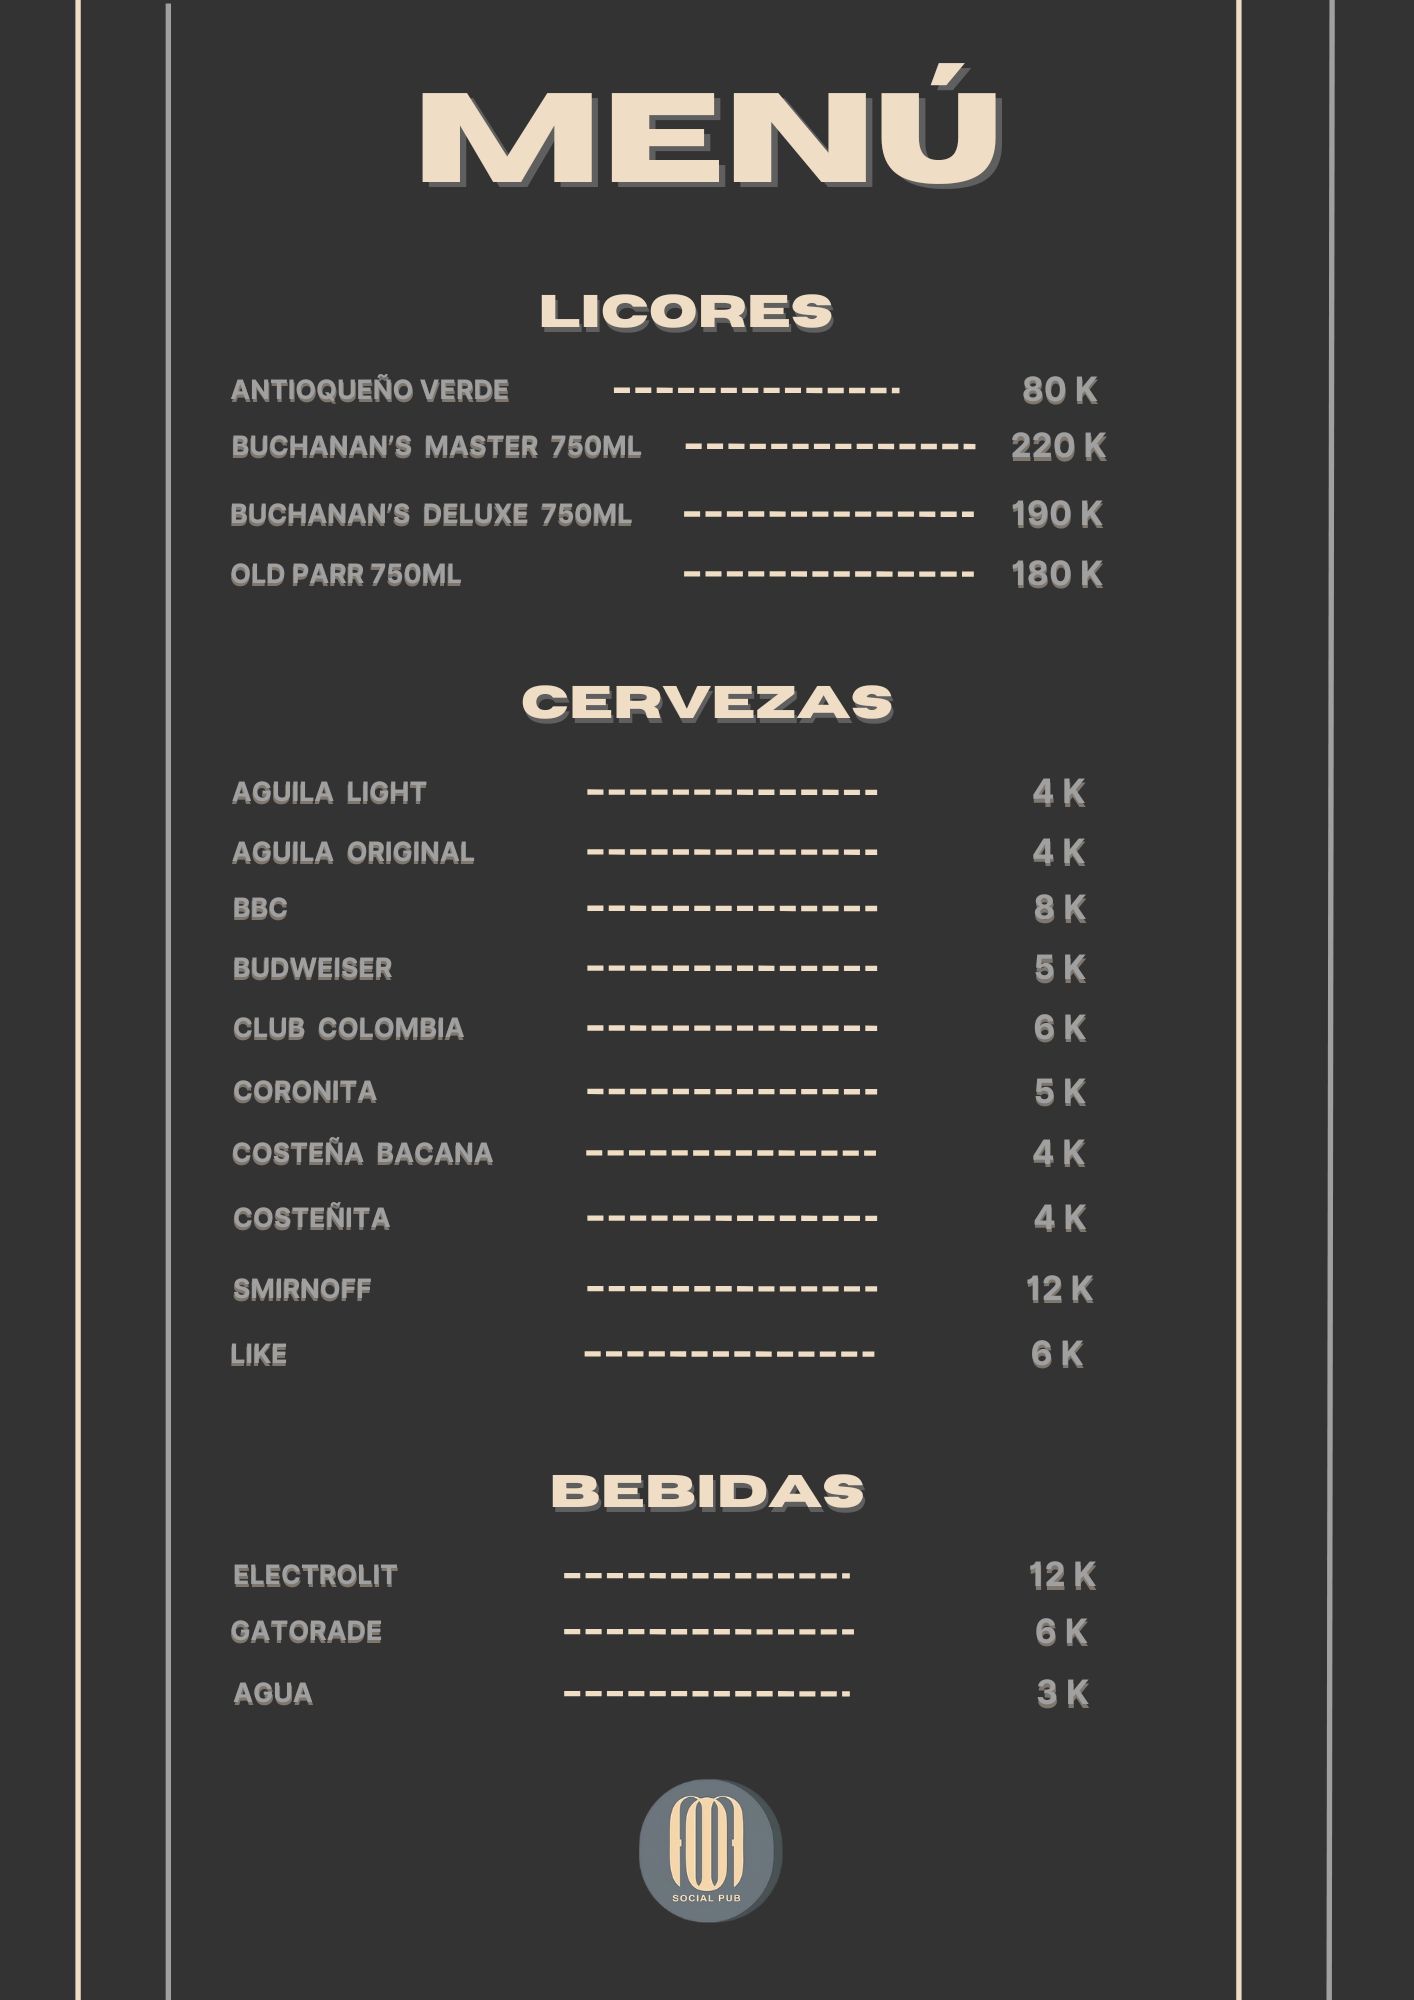 MENÚ
LICORES
ANTIOQUEÑO VERDE 80 K
BUCHANAN'S MASTER 750ML 220 K
BUCHANAN'S DELUXE 750ML 190 K
OLD PARR 750ML 180 K
CERVEZAS
AGUILA LIGHT 4 K
AGUILA ORIGINAL 4 K
BBC 8 K
BUDWEISER 5 K
CLUB COLOMBIA 6 K
CORONITA 5 K
COSTEÑA BACANA 4 K
COSTEÑITA 4 K
SMIRNOFF 12 K
LIKE 6 K
BEBIDAS
ELECTROLIT 12 K
GATORADE 6 K
AGUA 3 K
SOCIAL PUB